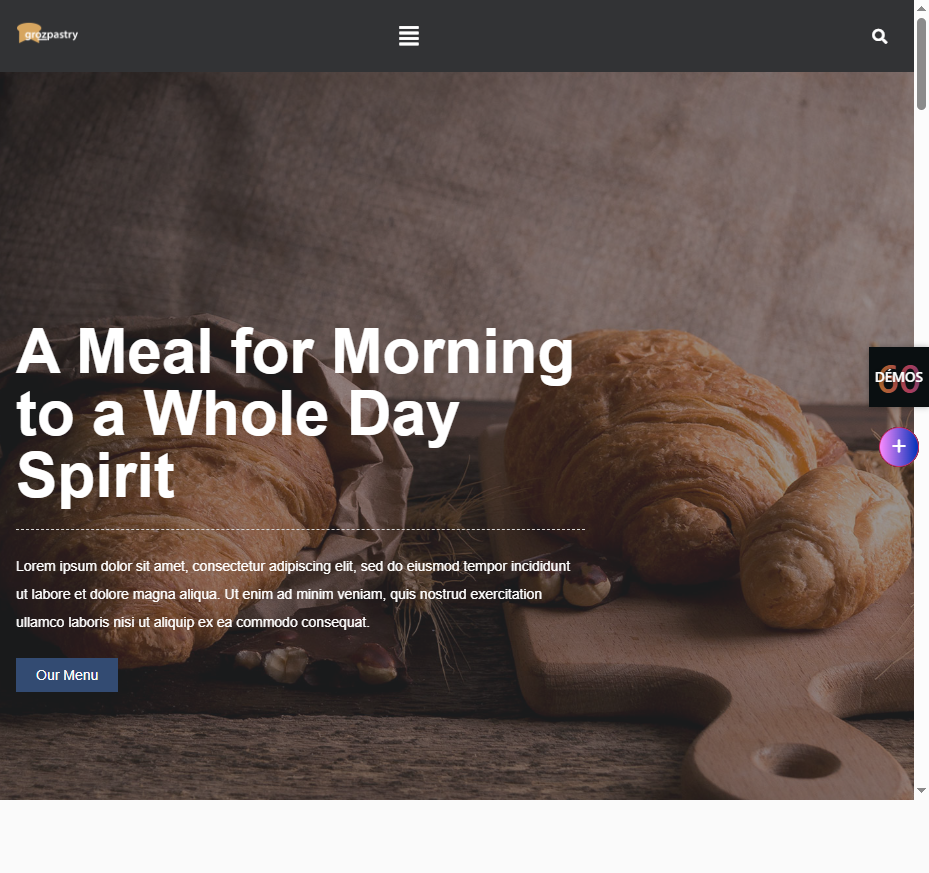 grozpastry
A Meal for Morning
to a Whole Day
Spirit
DÉMOS
+
Lorem ipsum dolor sit amet, consectetur adipiscing elit, sed do eiusmod tempor incididunt
ut labore et dolore magna aliqua. Ut enim ad minim veniam, quis nostrud exercitation
ullamco laboris nisi ut aliquip ex ea commodo consequat.
Our Menu